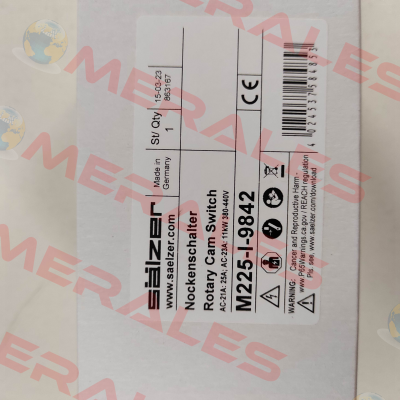 sälzer
www.saelzer.com
Made in
Germany
St/ Qty
1
15-03-23
863167
Nockenschalter
Rotary Cam Switch
AC-21A: 25A; AC-23A: 11kW 380-440V
M225-I-9842
CE
4024537584853
WARNING: Cancer and Reproductive Harm -
www.P65Warnings.ca.gov / REACH regulation
Pls. see. www.saelzer.com/download
MERALES
MERALES
MERALES